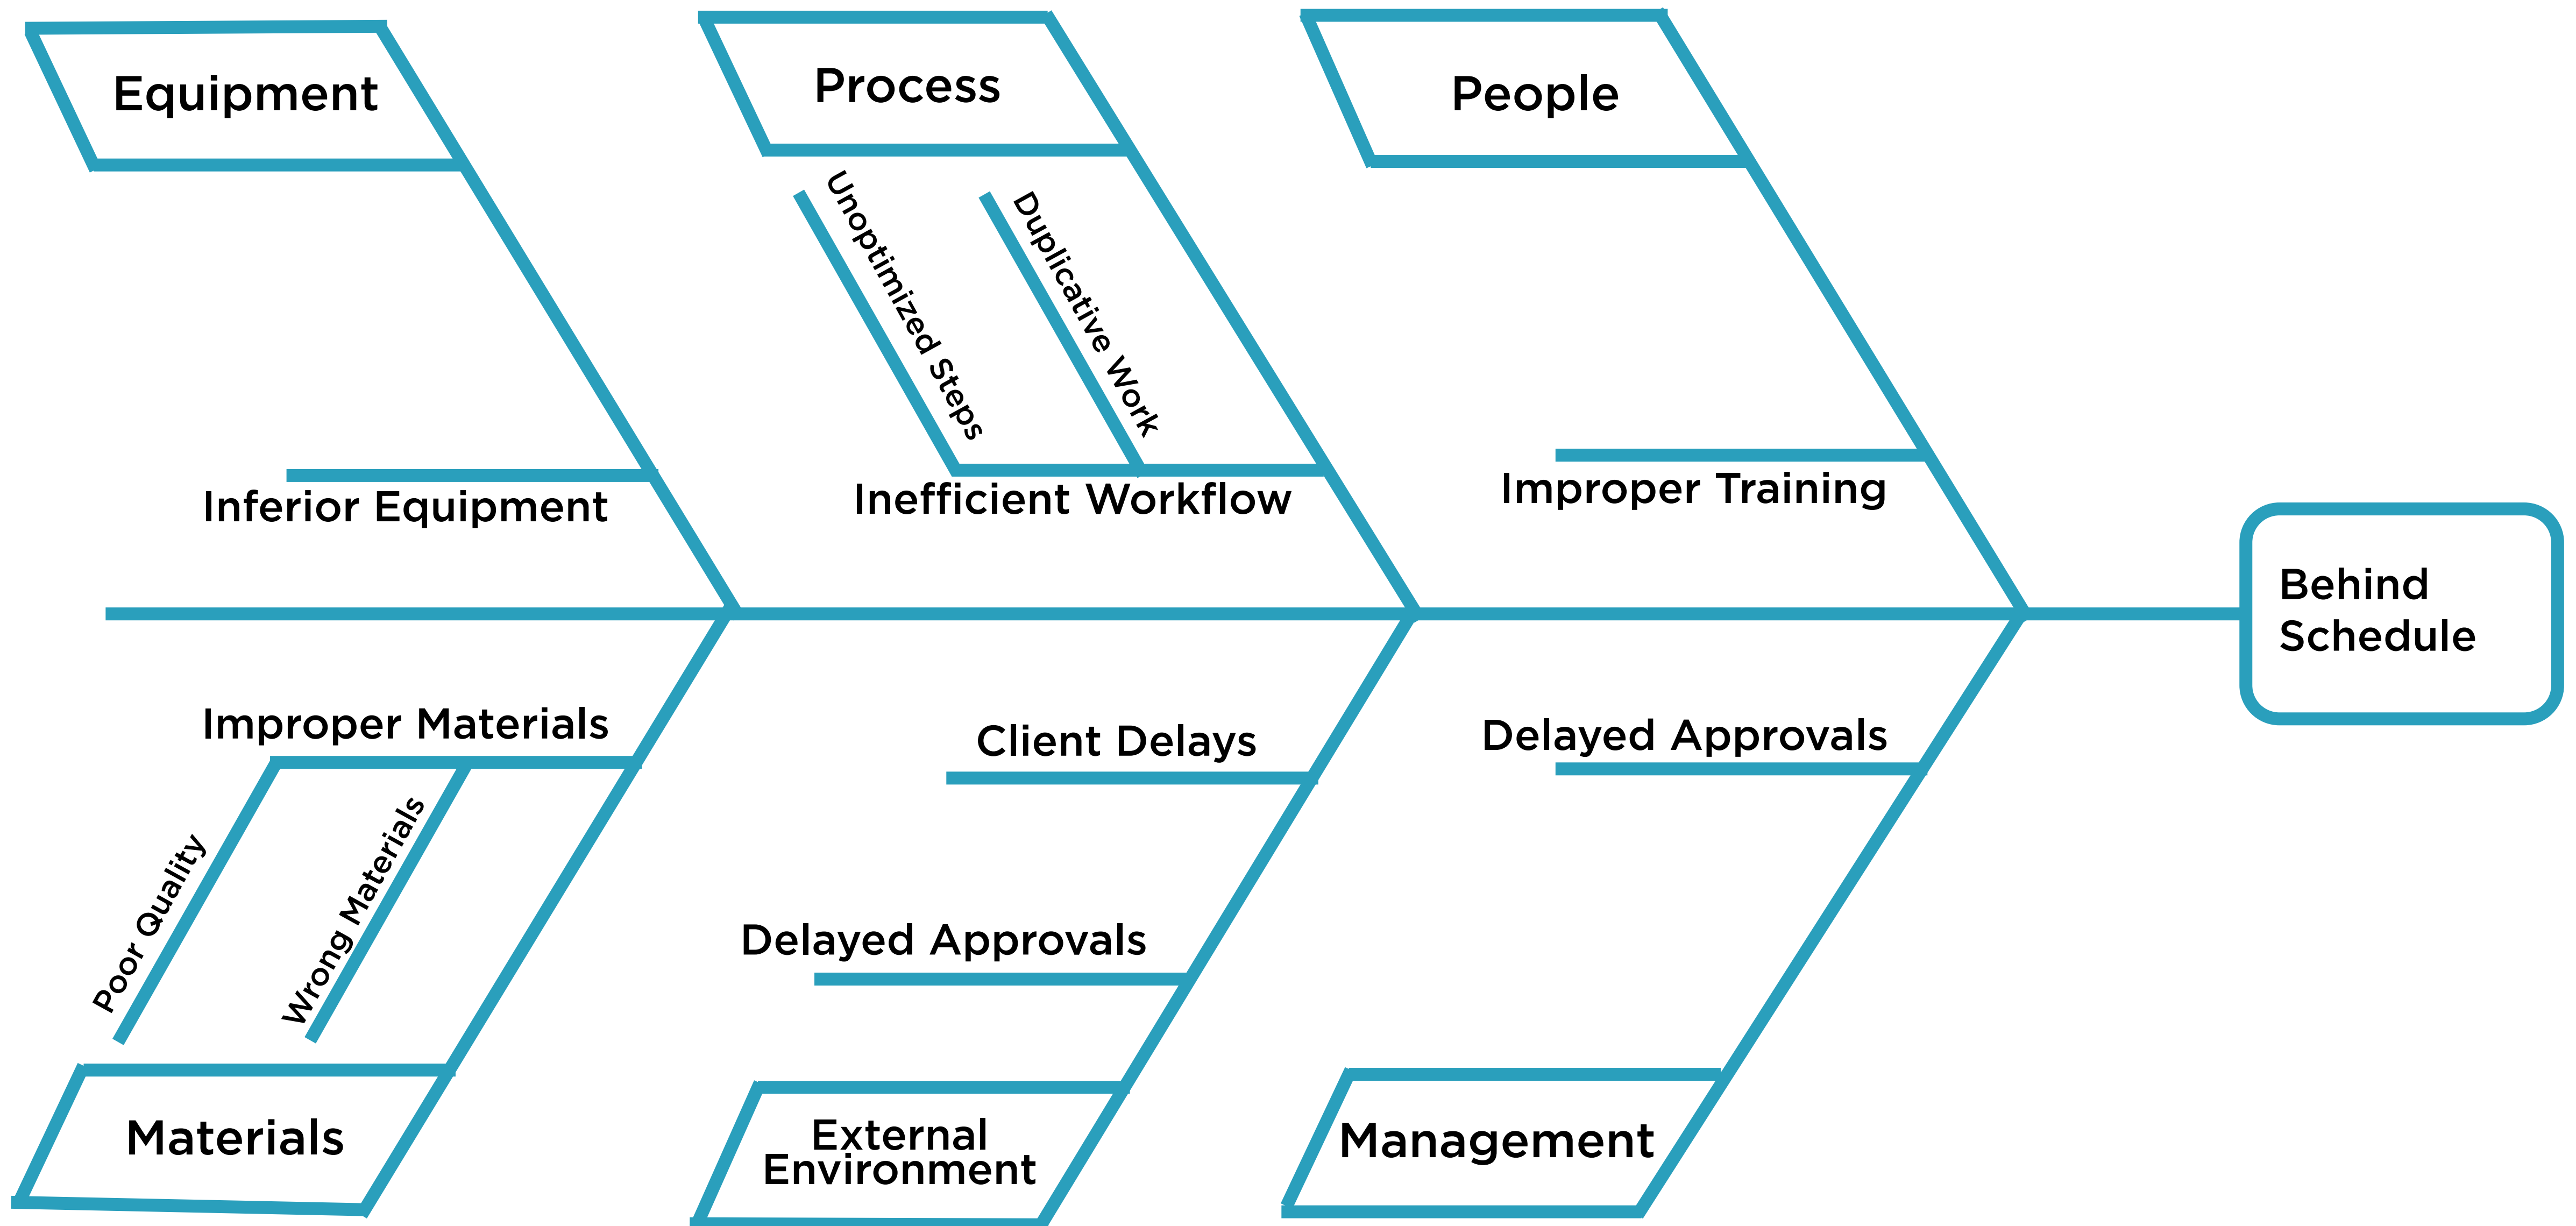 Equipment
Process
People
Unoptimized Steps
Duplicative Work
Inferior Equipment
Inefficient Workflow
Improper Training
Behind
Schedule
Improper Materials
Client Delays
Delayed Approvals
Poor Quality
Wrong Materials
Delayed Approvals
Materials
External
Environment
Management